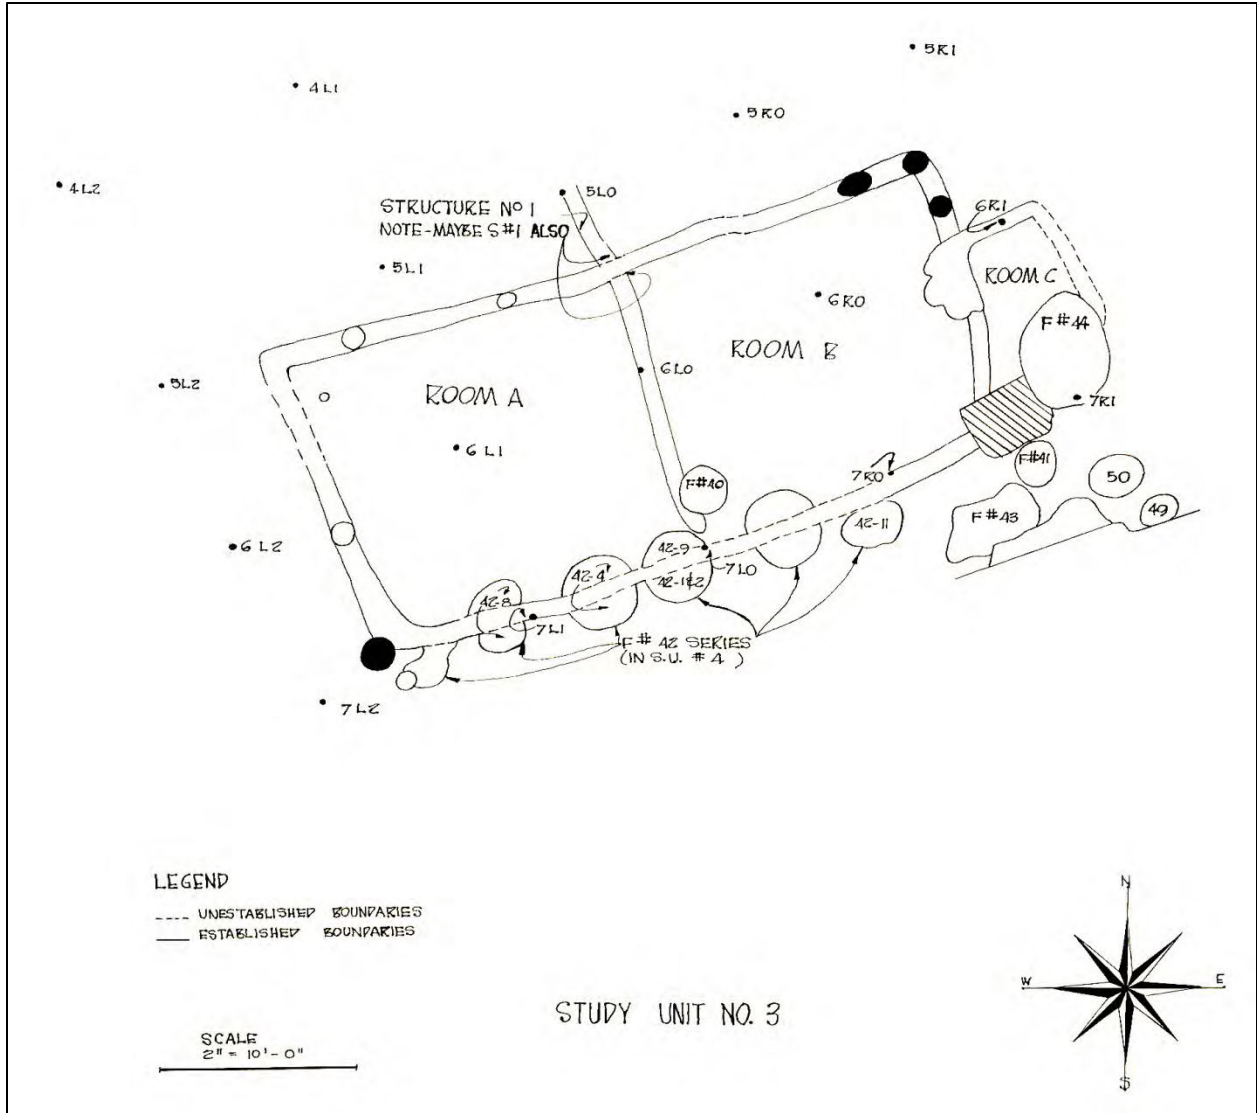 5R1
4L1
5R0
4L2
5L0
STRUCTURE Nº 1
NOTE-MAYBE S#1 ALSO
6R1
5L1
ROOM C
6R0
F#44
ROOM B
5L2
6L0
ROOM A
7R1
6L1
F#41
7R0
50
F#40
49
F#43
42-11
6L2
42-9
7L0
42-4
42-1&2
42-8
7L1
F# 42 SERIES
(IN S.U. # 4 )
7L2
LEGEND
---- UNESTABLISHED BOUNDARIES
—— ESTABLISHED BOUNDARIES
N
W
E
S
STUDY UNIT NO. 3
SCALE
2" = 10'-0"